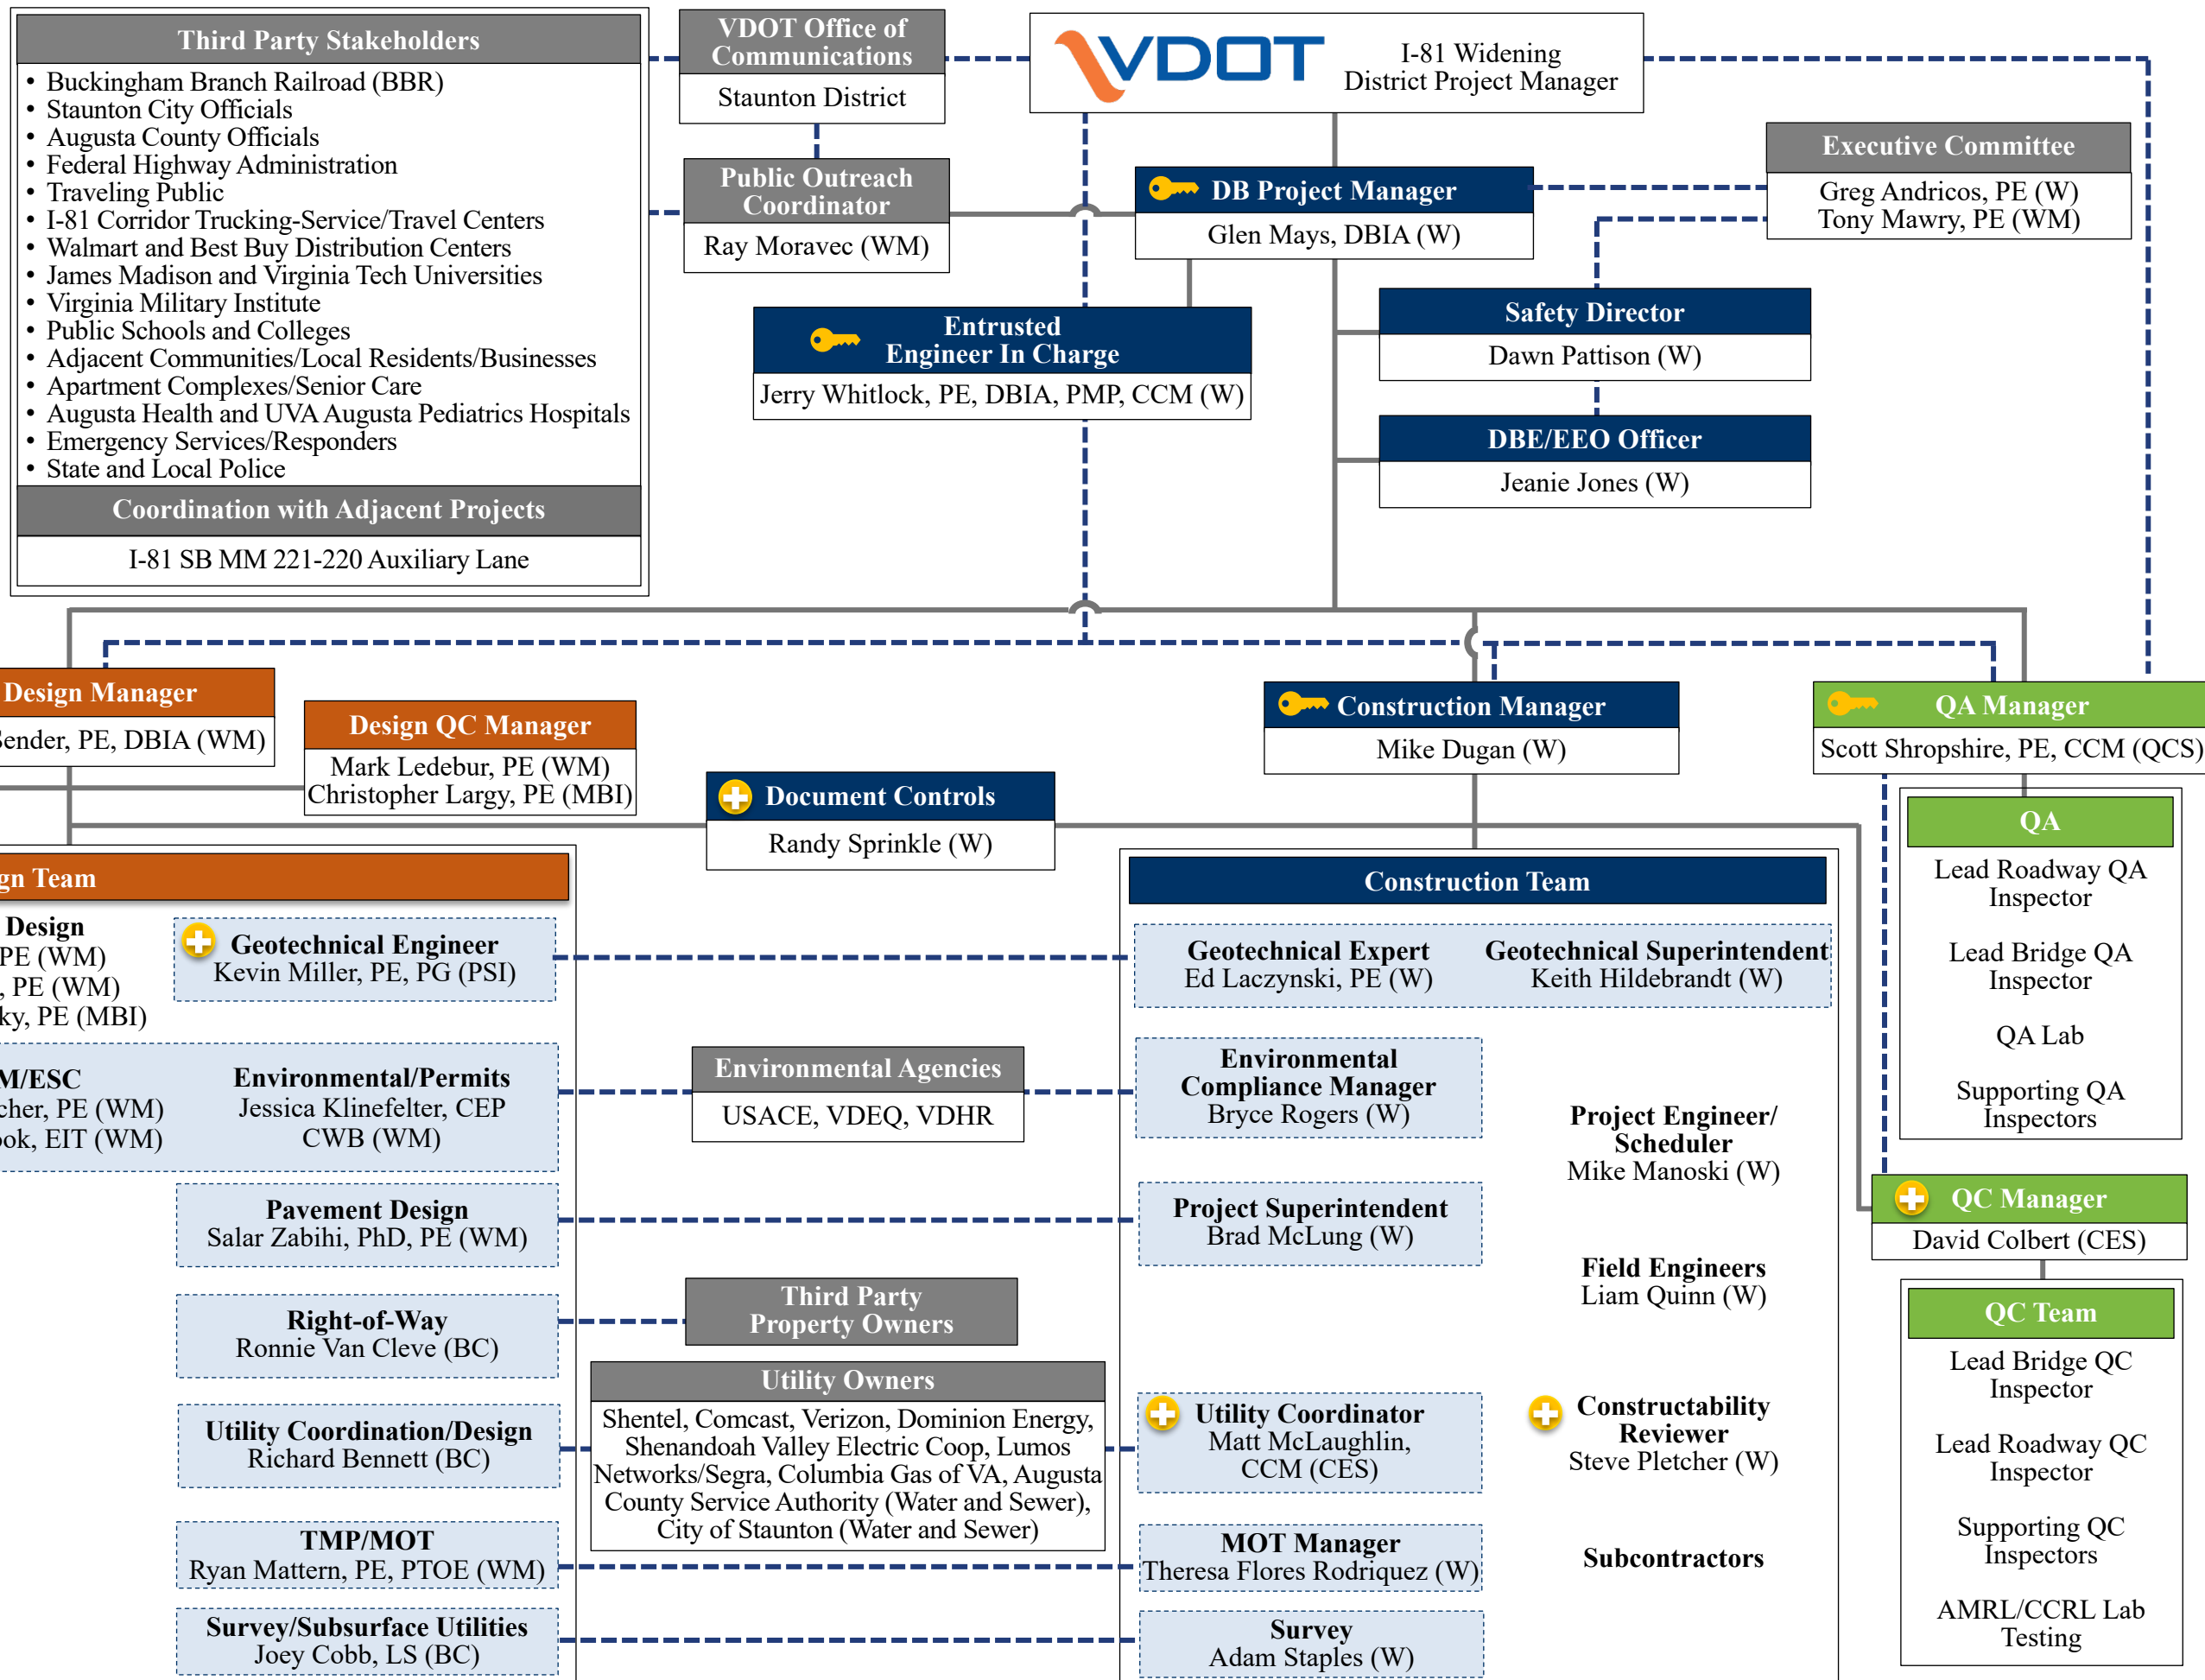 Third Party Stakeholders
• Buckingham Branch Railroad (BBR)
• Staunton City Officials
• Augusta County Officials
• Federal Highway Administration
• Traveling Public
• I-81 Corridor Trucking-Service/Travel Centers
• Walmart and Best Buy Distribution Centers
• James Madison and Virginia Tech Universities
• Virginia Military Institute
• Public Schools and Colleges
• Adjacent Communities/Local Residents/Businesses
• Apartment Complexes/Senior Care
• Augusta Health and UVA Augusta Pediatrics Hospitals
• Emergency Services/Responders
• State and Local Police
Coordination with Adjacent Projects
I-81 SB MM 221-220 Auxiliary Lane
VDOT Office of
Communications
Staunton District
Public Outreach
Coordinator
Ray Moravec (WM)
VDOT
I-81 Widening
District Project Manager
DB Project Manager
Glen Mays, DBIA (W)
Executive Committee
Greg Andricos, PE (W)
Tony Mawry, PE (WM)
Entrusted
Engineer In Charge
Jerry Whitlock, PE, DBIA, PMP, CCM (W)
Safety Director
Dawn Pattison (W)
DBE/EEO Officer
Jeanie Jones (W)
Design Manager
Sender, PE, DBIA (WM)
Design QC Manager
Mark Ledebur, PE (WM)
Christopher Largy, PE (MBI)
Document Controls
Randy Sprinkle (W)
Construction Manager
Mike Dugan (W)
QA Manager
Scott Shropshire, PE, CCM (QCS)
QA
Lead Roadway QA
Inspector
Lead Bridge QA
Inspector
QA Lab
Supporting QA
Inspectors
QC Manager
David Colbert (CES)
QC Team
Lead Bridge QC
Inspector
Lead Roadway QC
Inspector
Supporting QC
Inspectors
AMRL/CCRL Lab
Testing
gn Team
Design
PE (WM)
, PE (WM)
ky, PE (MBI)
Geotechnical Engineer
Kevin Miller, PE, PG (PSI)
M/ESC
cher, PE (WM)
ook, EIT (WM)
Environmental/Permits
Jessica Klinefelter, CEP
CWB (WM)
Pavement Design
Salar Zabihi, PhD, PE (WM)
Right-of-Way
Ronnie Van Cleve (BC)
Utility Coordination/Design
Richard Bennett (BC)
TMP/MOT
Ryan Mattern, PE, PTOE (WM)
Survey/Subsurface Utilities
Joey Cobb, LS (BC)
Environmental Agencies
USACE, VDEQ, VDHR
Third Party
Property Owners
Utility Owners
Shentel, Comcast, Verizon, Dominion Energy,
Shenandoah Valley Electric Coop, Lumos
Networks/Segra, Columbia Gas of VA, Augusta
County Service Authority (Water and Sewer),
City of Staunton (Water and Sewer)
Construction Team
Geotechnical Expert
Ed Laczynski, PE (W)
Geotechnical Superintendent
Keith Hildebrandt (W)
Environmental
Compliance Manager
Bryce Rogers (W)
Project Superintendent
Brad McLung (W)
Utility Coordinator
Matt McLaughlin,
CCM (CES)
MOT Manager
Theresa Flores Rodriquez (W)
Survey
Adam Staples (W)
Project Engineer/
Scheduler
Mike Manoski (W)
Field Engineers
Liam Quinn (W)
Constructability
Reviewer
Steve Pletcher (W)
Subcontractors